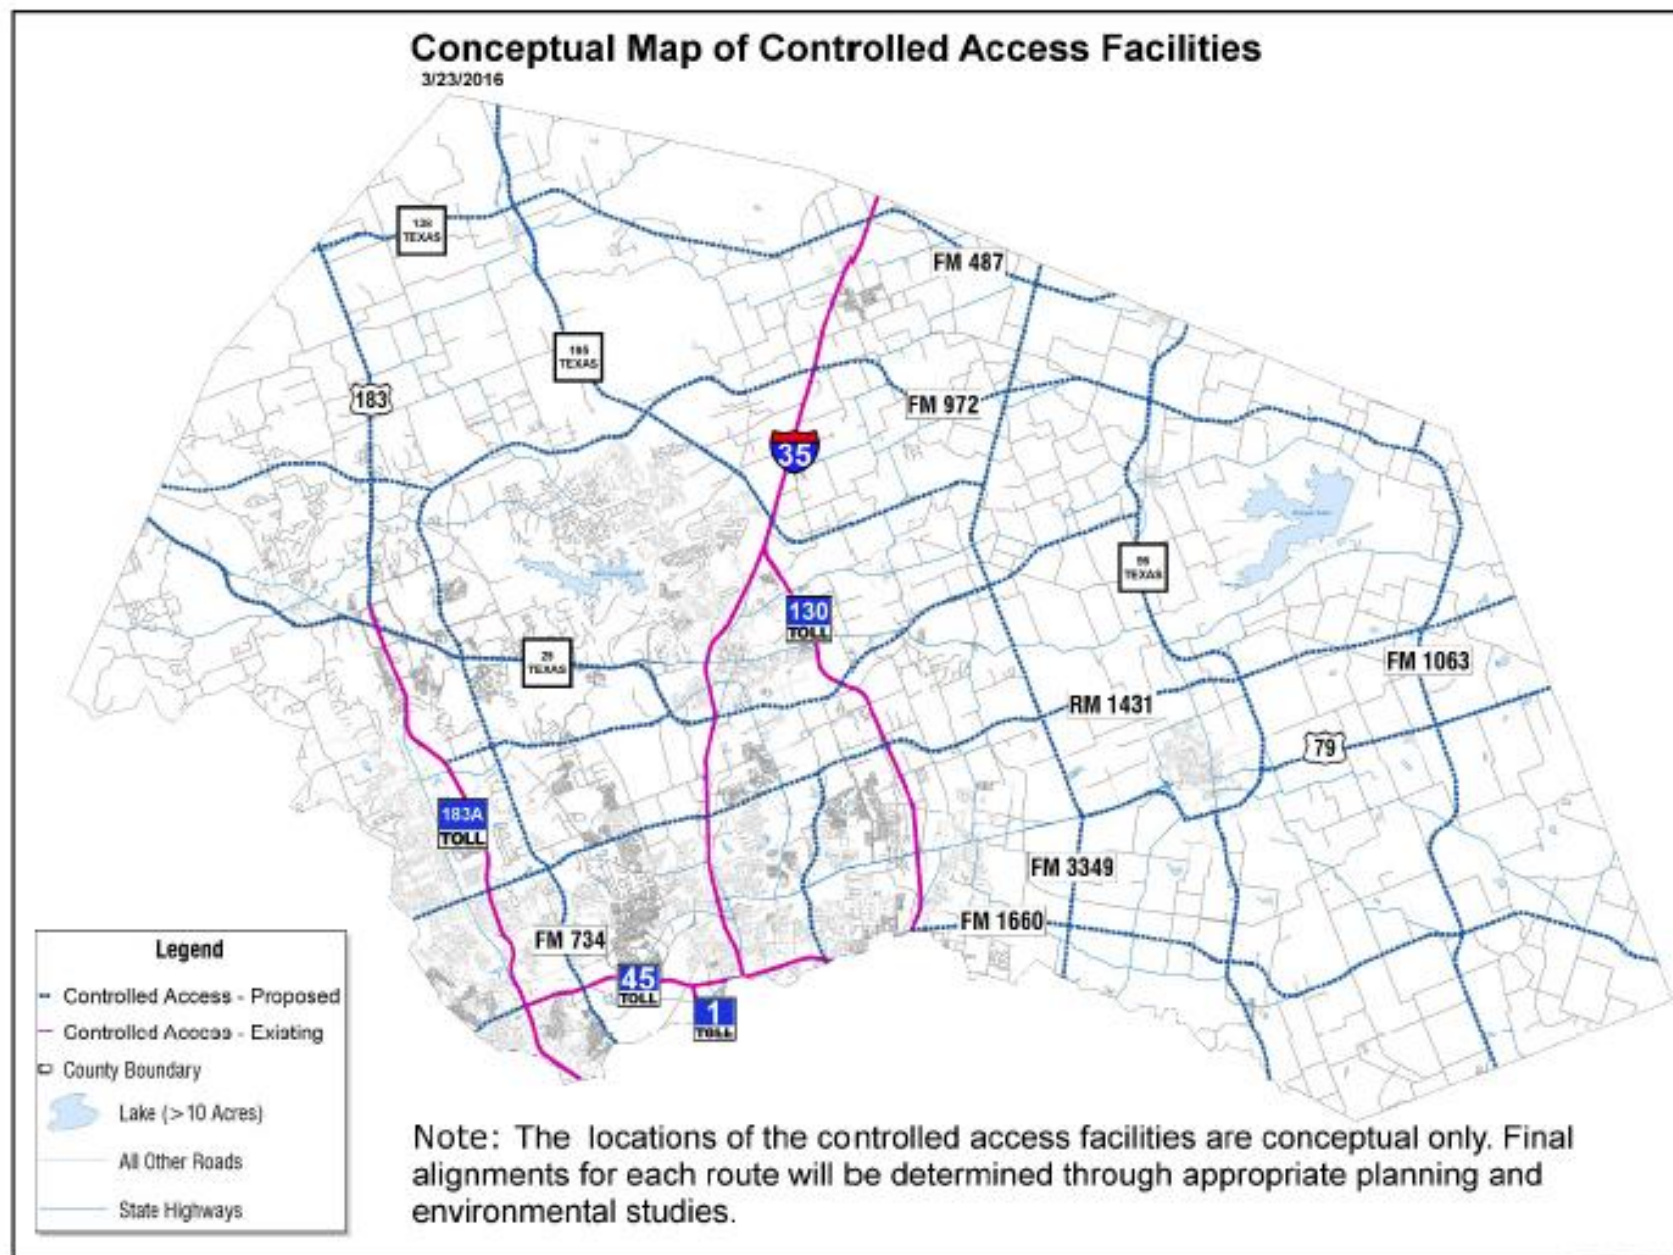 Conceptual Map of Controlled Access Facilities
3/23/2016
TEXAS
FM 487
TEXAS
183
FM 972
35
TEXAS
130
TOLL
TEXAS
FM 1063
RM 1431
79
183A
TOLL
FM 3349
FM 1660
FM 734
45
TOLL
1
TOLL
Legend
Controlled Access - Proposed
Controlled Access - Existing
County Boundary
Lake (>10 Acres)
All Other Roads
State Highways
Note: The locations of the controlled access facilities are conceptual only. Final
alignments for each route will be determined through appropriate planning and
environmental studies.